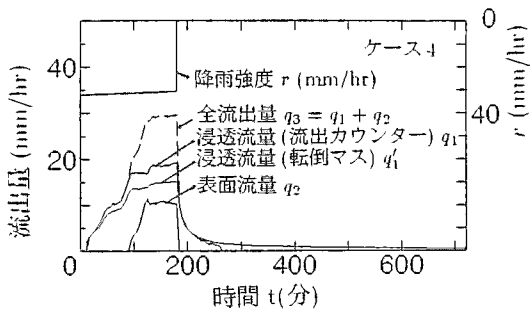 ケース4
降雨強度 r (mm/hr)
全流出量 q₃ = q₁ + q₂
浸透流量 (流出カウンター) q₁
浸透流量 (転倒マス) q₁′
表面流量 q₂
流出量 (mm/hr)
40
20
0
r (mm/hr)
0
40
80
0 200 400 600
時間 t(分)